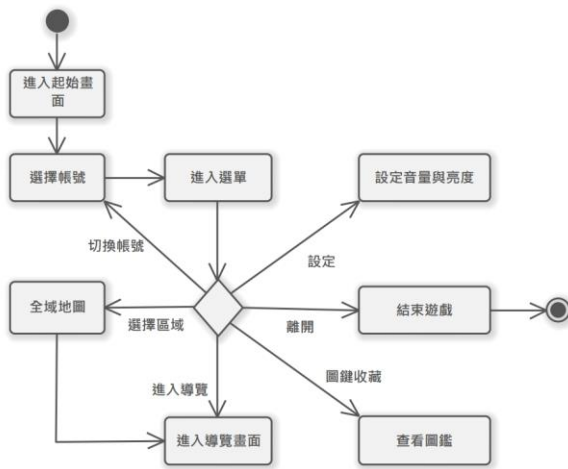 進入起始畫
面
選擇帳號
進入選單
設定音量與亮度
切換帳號
設定
全域地圖
選擇區域
離開
結束遊戲
進入導覽
圖鍵收藏
進入導覽畫面
查看圖鑑